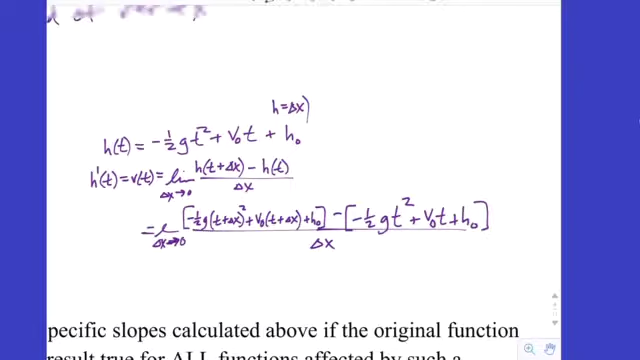 h = Δx)
h(t) = -½gt² + V₀t + h₀
h'(t) = v(t) = lim Δx→0 h(t+Δx) - h(t) / Δx
= lim Δx→0 [-½g(t+Δx)² + V₀(t+Δx) + h₀] - [-½gt² + V₀t + h₀] / Δx
specific slopes calculated above if the original function
result true for ALL functions affected by such a